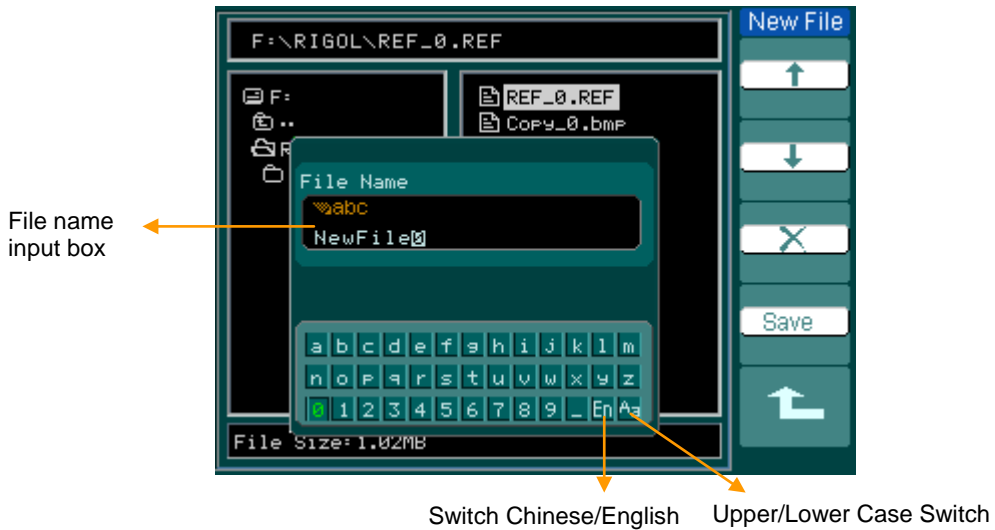 New File
F:\RIGOL\REF_0.REF
F:
..
R
REF_0.REF
Copy_0.bmp
File Name
abc
NewFile0
a b c d e f g h i j k l m
n o p q r s t u v w x y z
0 1 2 3 4 5 6 7 8 9 _ En Aa
File Size:1.02MB
Save
File name
input box
Switch Chinese/English
Upper/Lower Case Switch